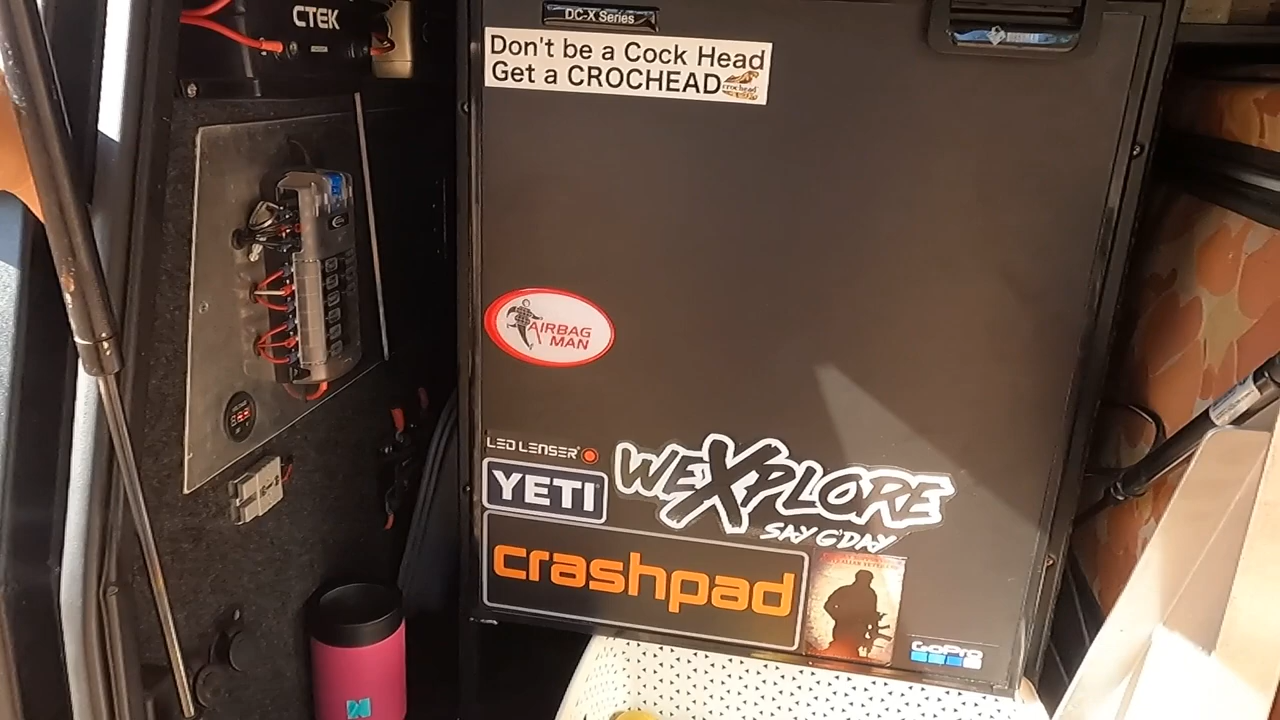 CTEK
DC-X Series
Don't be a Cock Head
Get a CROCHEAD
crochead
AIRBAG
MAN
LED LENSER
YETI
WEXPLORE
SAY G'DAY
crashpad
GoPro